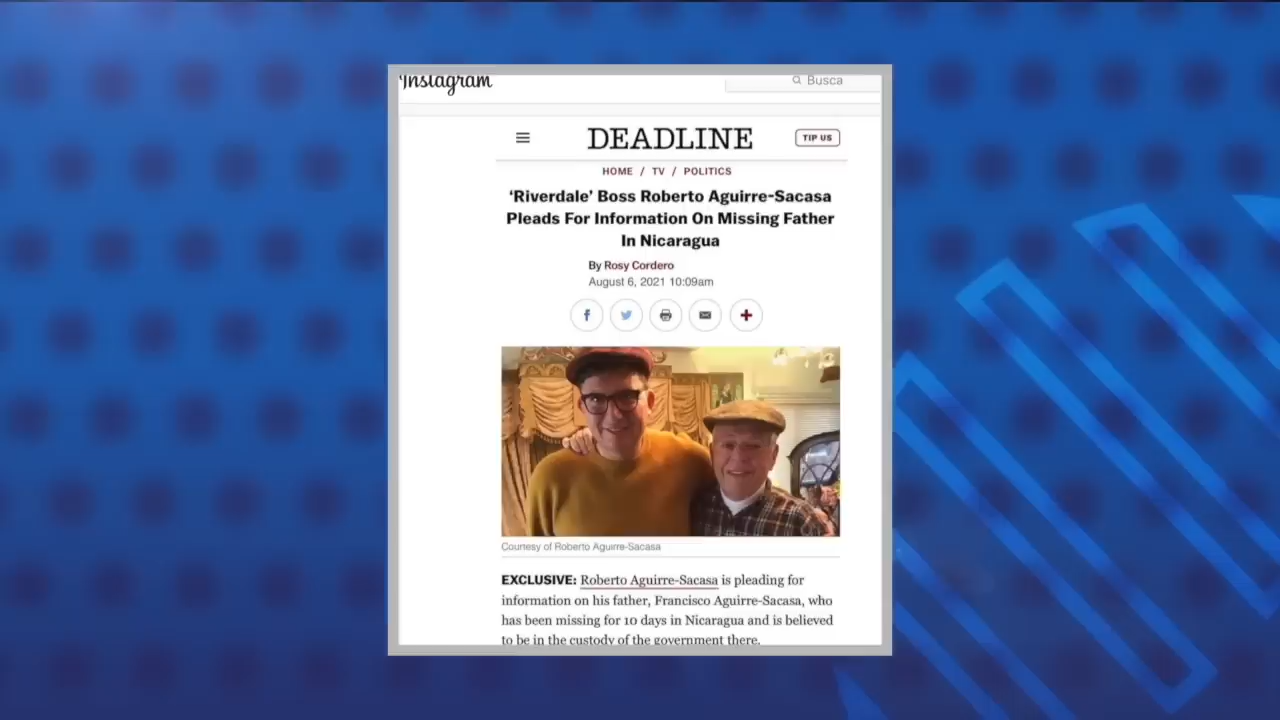 Instagram
Busca
DEADLINE
TIP US
HOME / TV / POLITICS
‘Riverdale’ Boss Roberto Aguirre-Sacasa
Pleads For Information On Missing Father
In Nicaragua
By Rosy Cordero
August 6, 2021 10:09am
Courtesy of Roberto Aguirre-Sacasa
EXCLUSIVE: Roberto Aguirre-Sacasa is pleading for
information on his father, Francisco Aguirre-Sacasa, who
has been missing for 10 days in Nicaragua and is believed
to be in the custody of the government there.